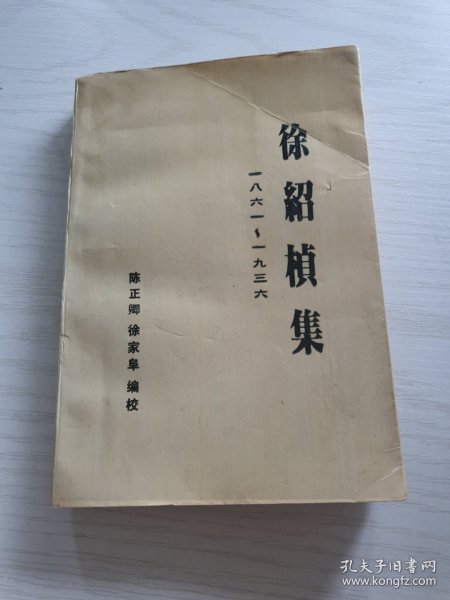 徐紹楨集
一八六一～一九三六
陈正卿 徐家阜 编校
孔夫子旧书网
www.kongfz.com